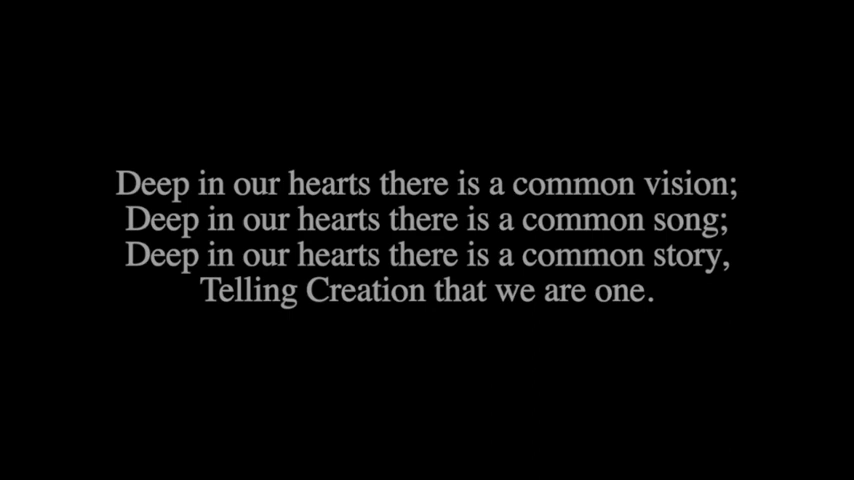 Deep in our hearts there is a common vision;
Deep in our hearts there is a common song;
Deep in our hearts there is a common story,
Telling Creation that we are one.